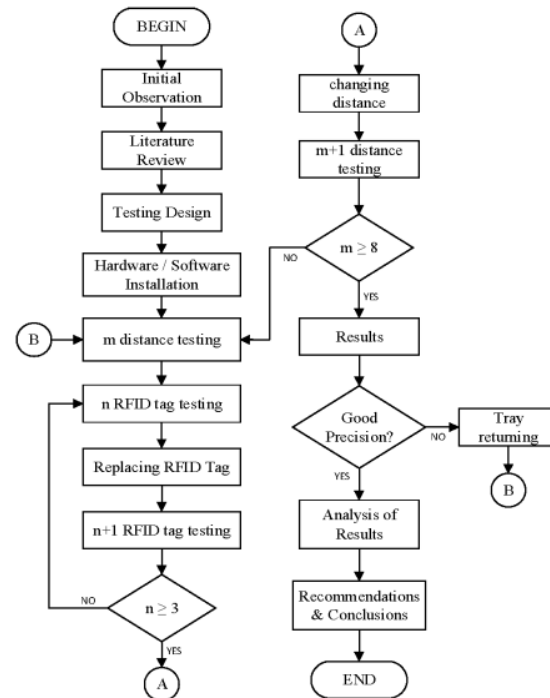 BEGIN
Initial
Observation
Literature
Review
Testing Design
Hardware / Software
Installation
B
m distance testing
n RFID tag testing
Replacing RFID Tag
n+1 RFID tag testing
NO
n ≥ 3
YES
A
A
changing
distance
m+1 distance
testing
m ≥ 8
NO
YES
Results
Good
Precision?
NO
Tray
returning
B
YES
Analysis of
Results
Recommendations
& Conclusions
END